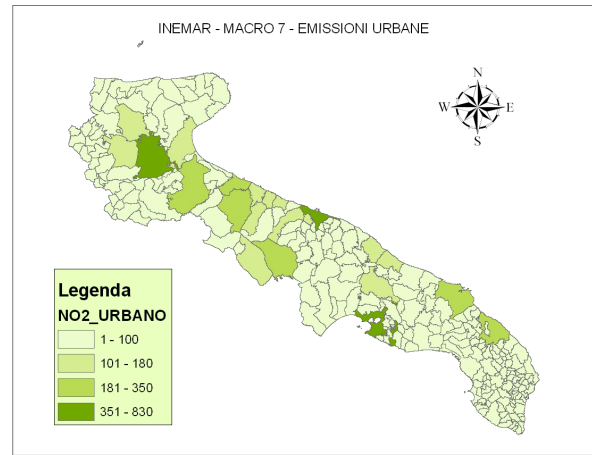 INEMAR - MACRO 7 - EMISSIONI URBANE
N
W E
S
Legenda
NO2_URBANO
1 - 100
101 - 180
181 - 350
351 - 830